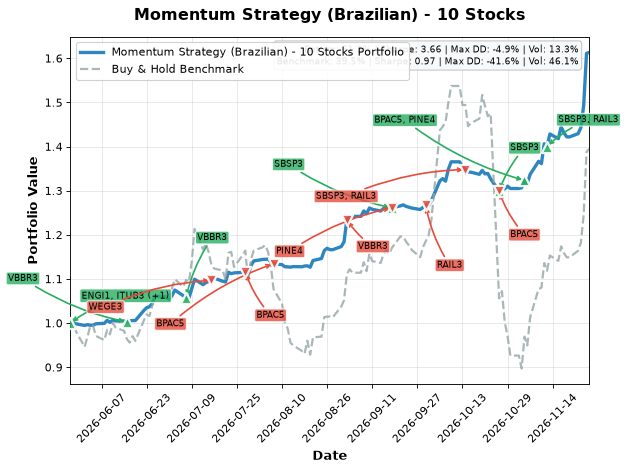 Momentum Strategy (Brazilian) - 10 Stocks
Momentum Strategy (Brazilian) - 10 Stocks Portfolio
Buy & Hold Benchmark
3.66 | Max DD: -4.9% | Vol: 13.3%
Benchmark: 39.5% | Sharpe: 0.97 | Max DD: -41.6% | Vol: 46.1%
SBSP3, RAIL3
BPAC5, PINE4
SBSP3
SBSP3
SBSP3, RAIL3
VBBR3
VBBR3
PINE4
BPAC5
RAIL3
VBBR3
ENGI1, ITUB3 (+1)
WEGE3
BPAC5
BPAC5
Portfolio Value
1.6
1.5
1.4
1.3
1.2
1.1
1.0
0.9
2026-06-07
2026-06-23
2026-07-09
2026-07-25
2026-08-10
2026-08-26
2026-09-11
2026-09-27
2026-10-13
2026-10-29
2026-11-14
Date